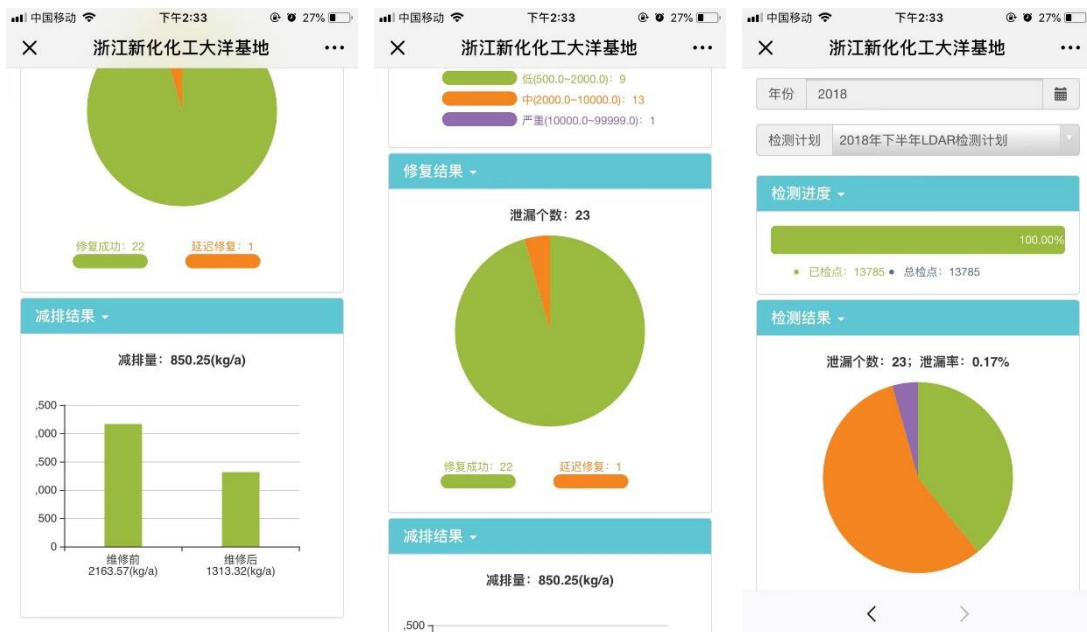 中国移动 下午2:33 27%
浙江新化化工大洋基地
修复成功：22 延迟修复：1
减排结果
减排量：850.25(kg/a)
,500
,000
,500
,000
500
0
维修前 维修后
2163.57(kg/a) 1313.32(kg/a)
中国移动 下午2:33 27%
浙江新化化工大洋基地
低(500.0~2000.0)：9
中(2000.0~10000.0)：13
严重(10000.0~99999.0)：1
修复结果
泄漏个数：23
修复成功：22 延迟修复：1
减排结果
减排量：850.25(kg/a)
,500
中国移动 下午2:33 27%
浙江新化化工大洋基地
年份 2018
检测计划 2018年下半年LDAR检测计划
检测进度
100.00%
已检点：13785 总检点：13785
检测结果
泄漏个数：23；泄漏率：0.17%